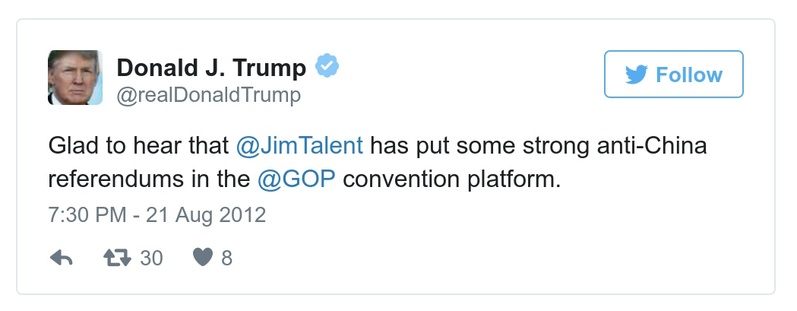 Donald J. Trump
@realDonaldTrump
Follow
Glad to hear that @JimTalent has put some strong anti-China
referendums in the @GOP convention platform.
7:30 PM - 21 Aug 2012
30 8